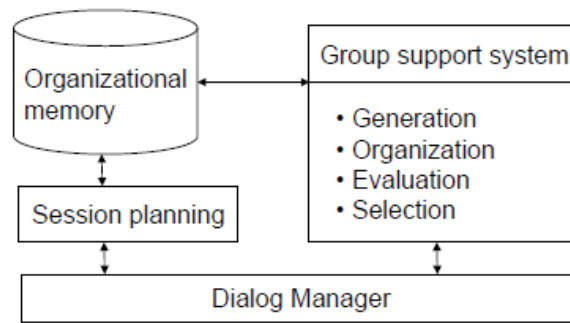 Organizational
memory
Group support system
• Generation
• Organization
• Evaluation
• Selection
Session planning
Dialog Manager